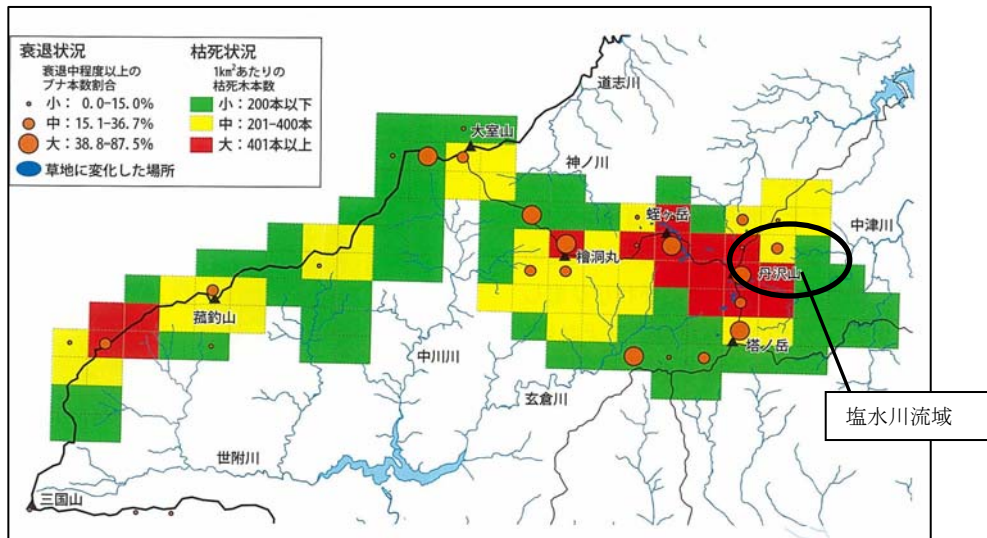 衰退状況
衰退中程度以上の
ブナ本数割合
小： 0.0-15.0%
中：15.1-36.7%
大：38.8-87.5%
草地に変化した場所
枯死状況
1km²あたりの
枯死木本数
小：200本以下
中：201-400本
大：401本以上
道志川
大室山
神ノ川
蛭ヶ岳
中津川
檜洞丸
丹沢山
菰釣山
塔ノ岳
中川川
玄倉川
塩水川流域
世附川
三国山